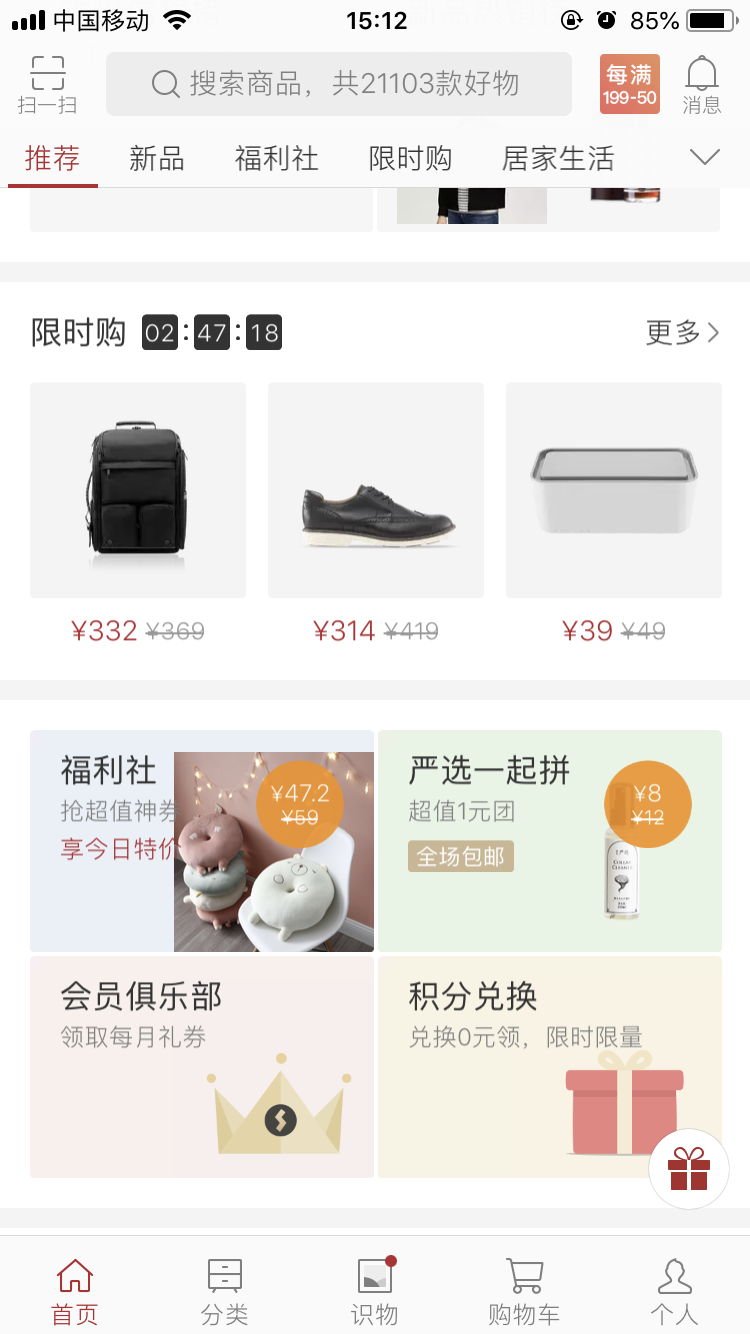 中国移动 15:12 85%
扫一扫
搜索商品，共21103款好物
每满
199-50
消息
推荐 新品 福利社 限时购 居家生活
限时购 02:47:18 更多
¥332 ¥369 ¥314 ¥419 ¥39 ¥49
福利社
抢超值神券
享今日特价
¥47.2
¥59
严选一起拼
超值1元团
全场包邮
¥8
¥12
COLLAR
CLEANER
会员俱乐部
领取每月礼券
积分兑换
兑换0元领，限时限量
首页 分类 识物 购物车 个人